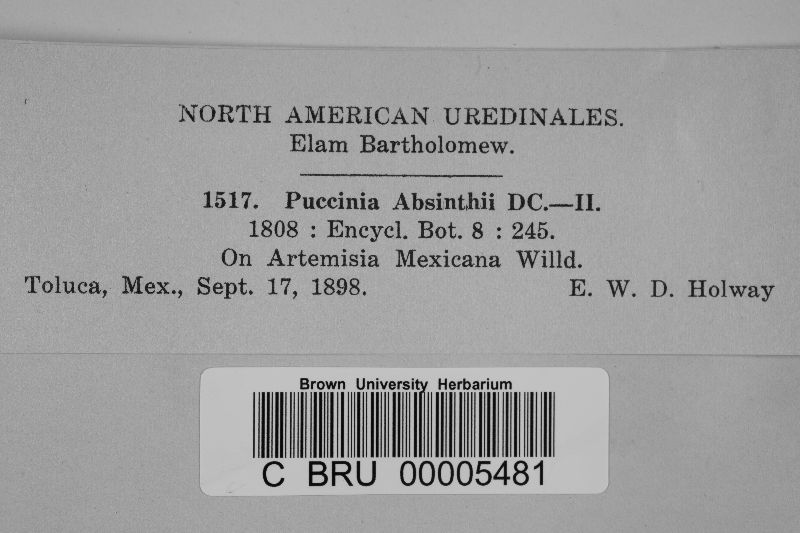 NORTH AMERICAN UREDINALES.
Elam Bartholomew.
1517. Puccinia Absinthii DC.—II.
1808 : Encycl. Bot. 8 : 245.
On Artemisia Mexicana Willd.
Toluca, Mex., Sept. 17, 1898. E. W. D. Holway
Brown University Herbarium
C BRU 00005481